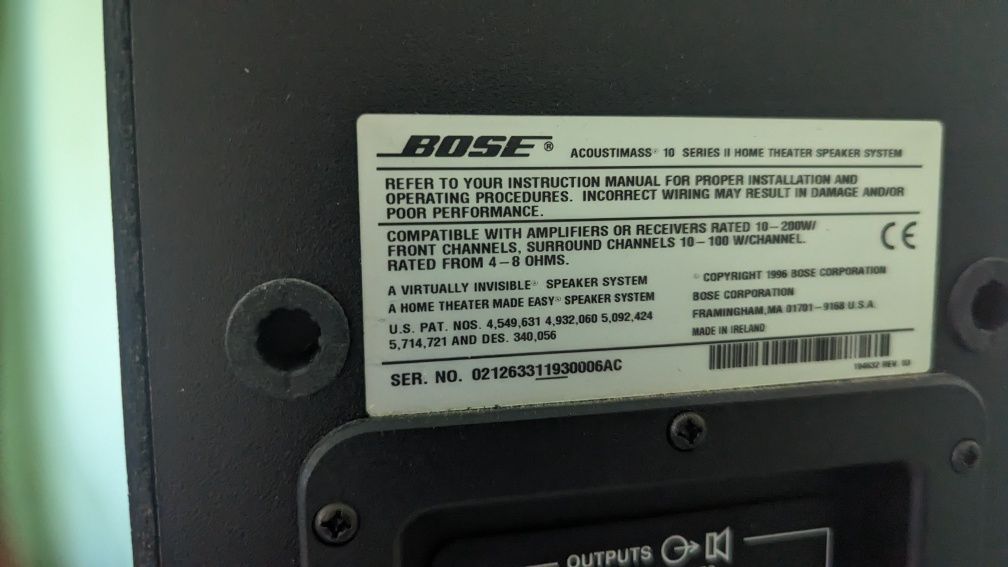 BOSE® ACOUSTIMASS® 10 SERIES II HOME THEATER SPEAKER SYSTEM
REFER TO YOUR INSTRUCTION MANUAL FOR PROPER INSTALLATION AND
OPERATING PROCEDURES. INCORRECT WIRING MAY RESULT IN DAMAGE AND/OR
POOR PERFORMANCE.
COMPATIBLE WITH AMPLIFIERS OR RECEIVERS RATED 10-200W/
FRONT CHANNELS, SURROUND CHANNELS 10-100 W/CHANNEL.
RATED FROM 4-8 OHMS.
CE
A VIRTUALLY INVISIBLE® SPEAKER SYSTEM
A HOME THEATER MADE EASY® SPEAKER SYSTEM
U.S. PAT. NOS. 4,549,631 4,932,060 5,092,424
5,714,721 AND DES. 340,056
© COPYRIGHT 1996 BOSE CORPORATION
BOSE CORPORATION
FRAMINGHAM,MA 01701-9168 U.S.A.
MADE IN IRELAND
SER. NO. 021263311930006AC
194632 REV. 00
OUTPUTS